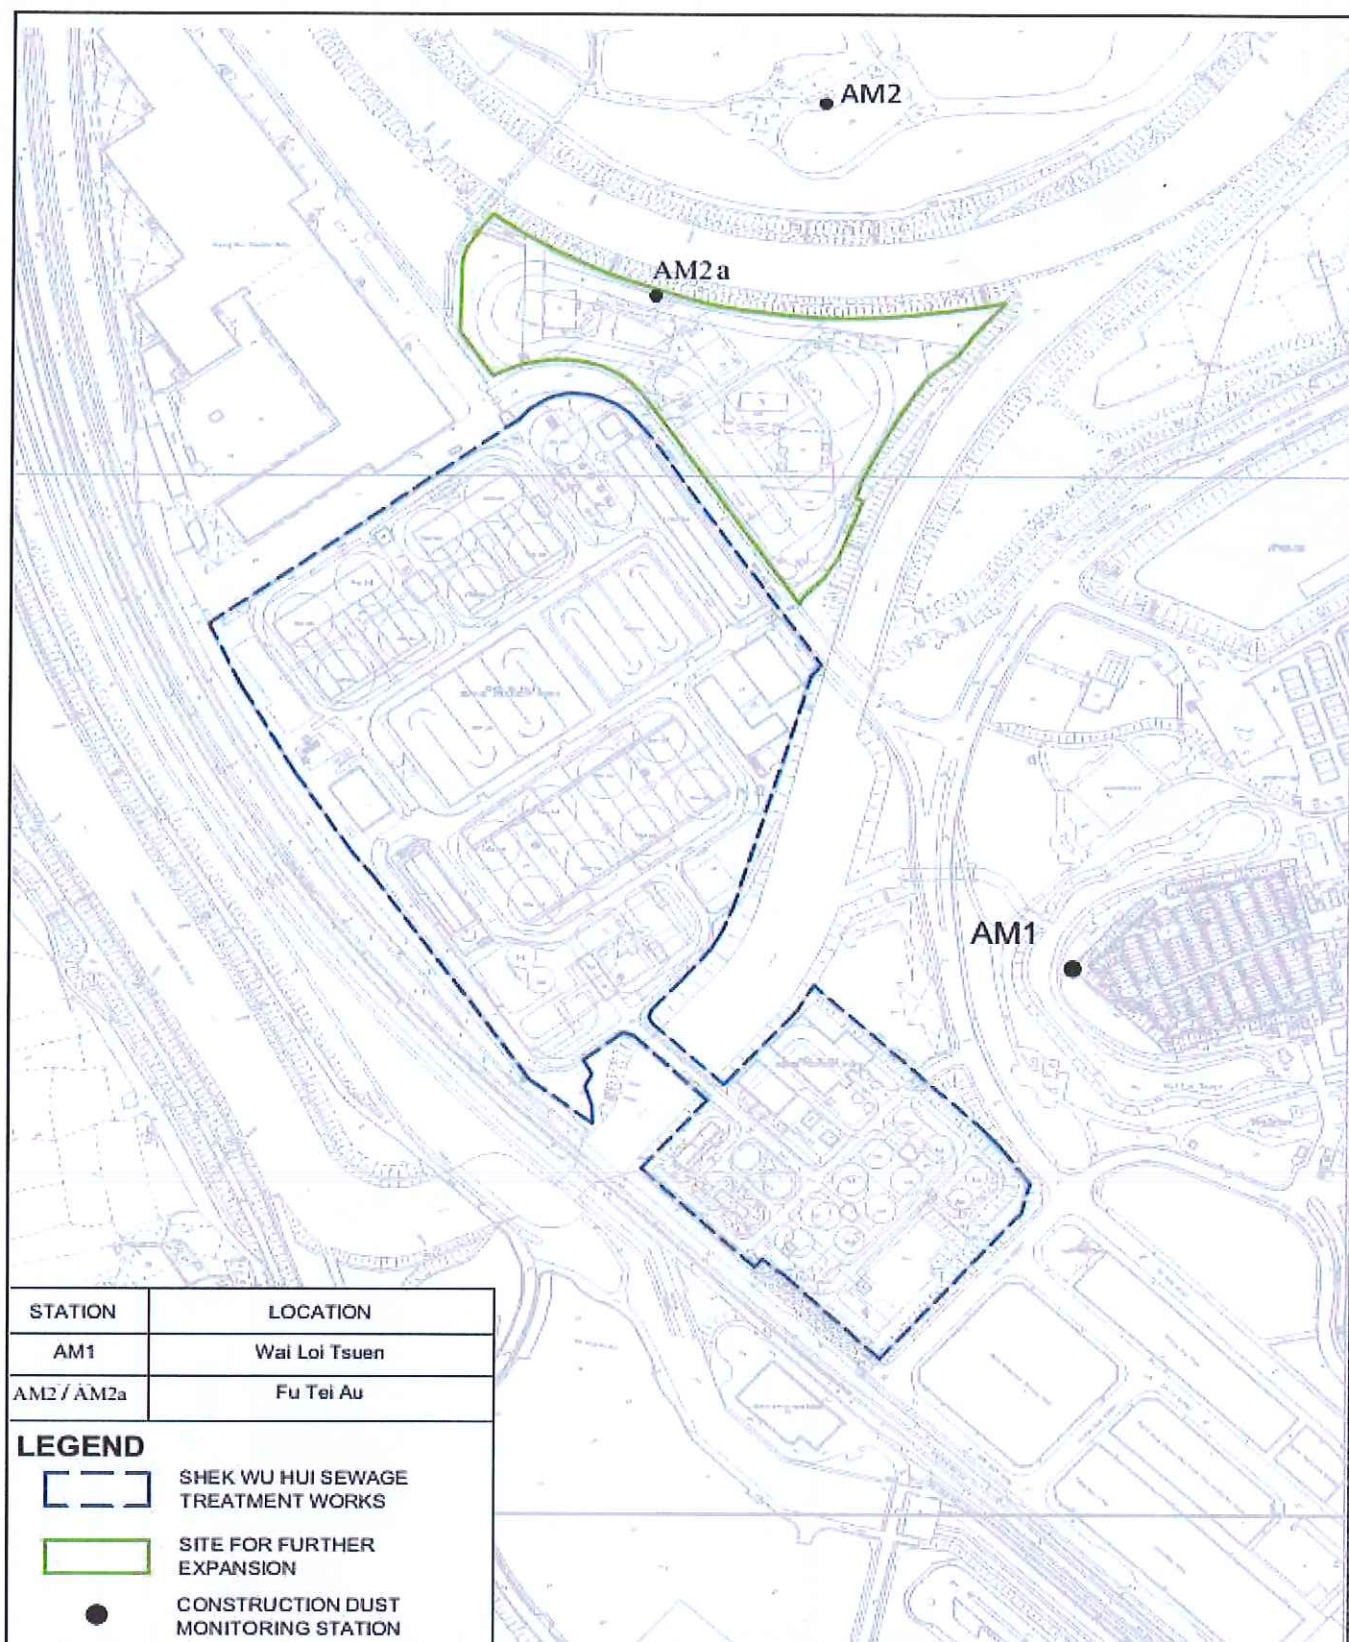 AM2
AM2a
AM1
STATION LOCATION
AM1 Wai Loi Tsuen
AM2 / AM2a Fu Tei Au
LEGEND
SHEK WU HUI SEWAGE
TREATMENT WORKS
SITE FOR FURTHER
EXPANSION
CONSTRUCTION DUST
MONITORING STATION